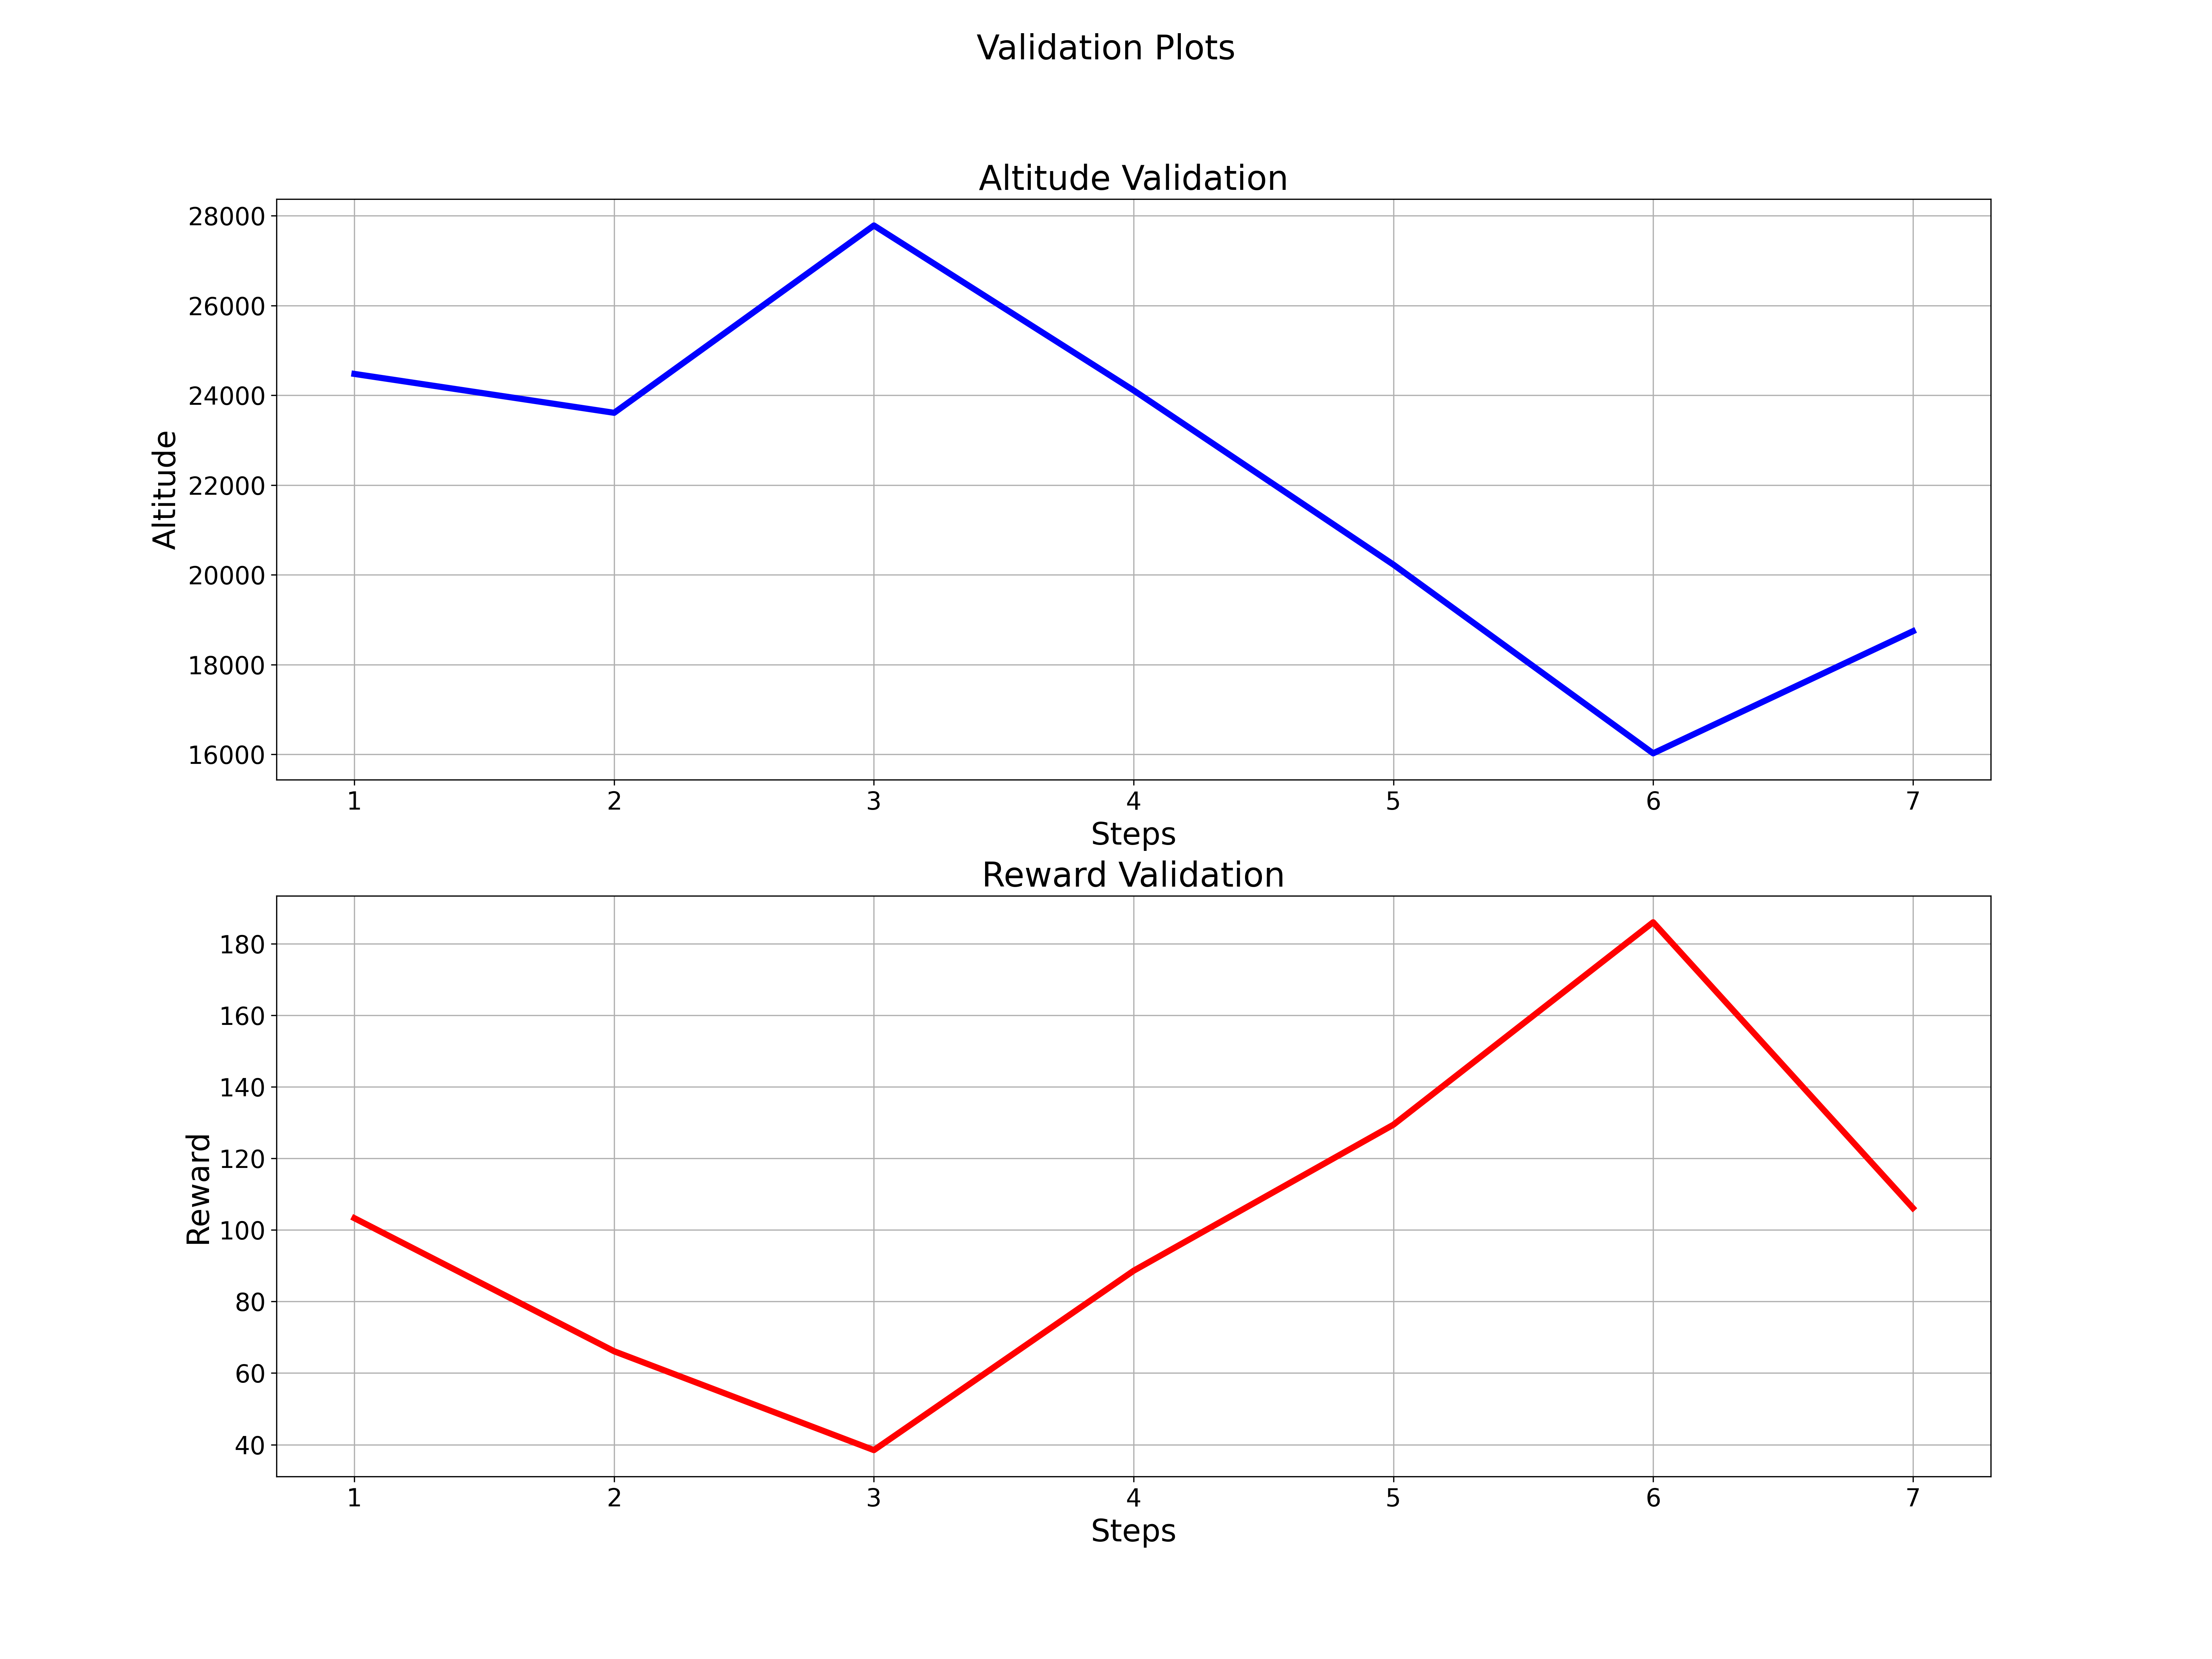 Validation Plots
Altitude Validation
28000
26000
24000
22000
20000
18000
16000
Altitude
1 2 3 4 5 6 7
Steps
Reward Validation
180
160
140
120
100
80
60
40
Reward
1 2 3 4 5 6 7
Steps